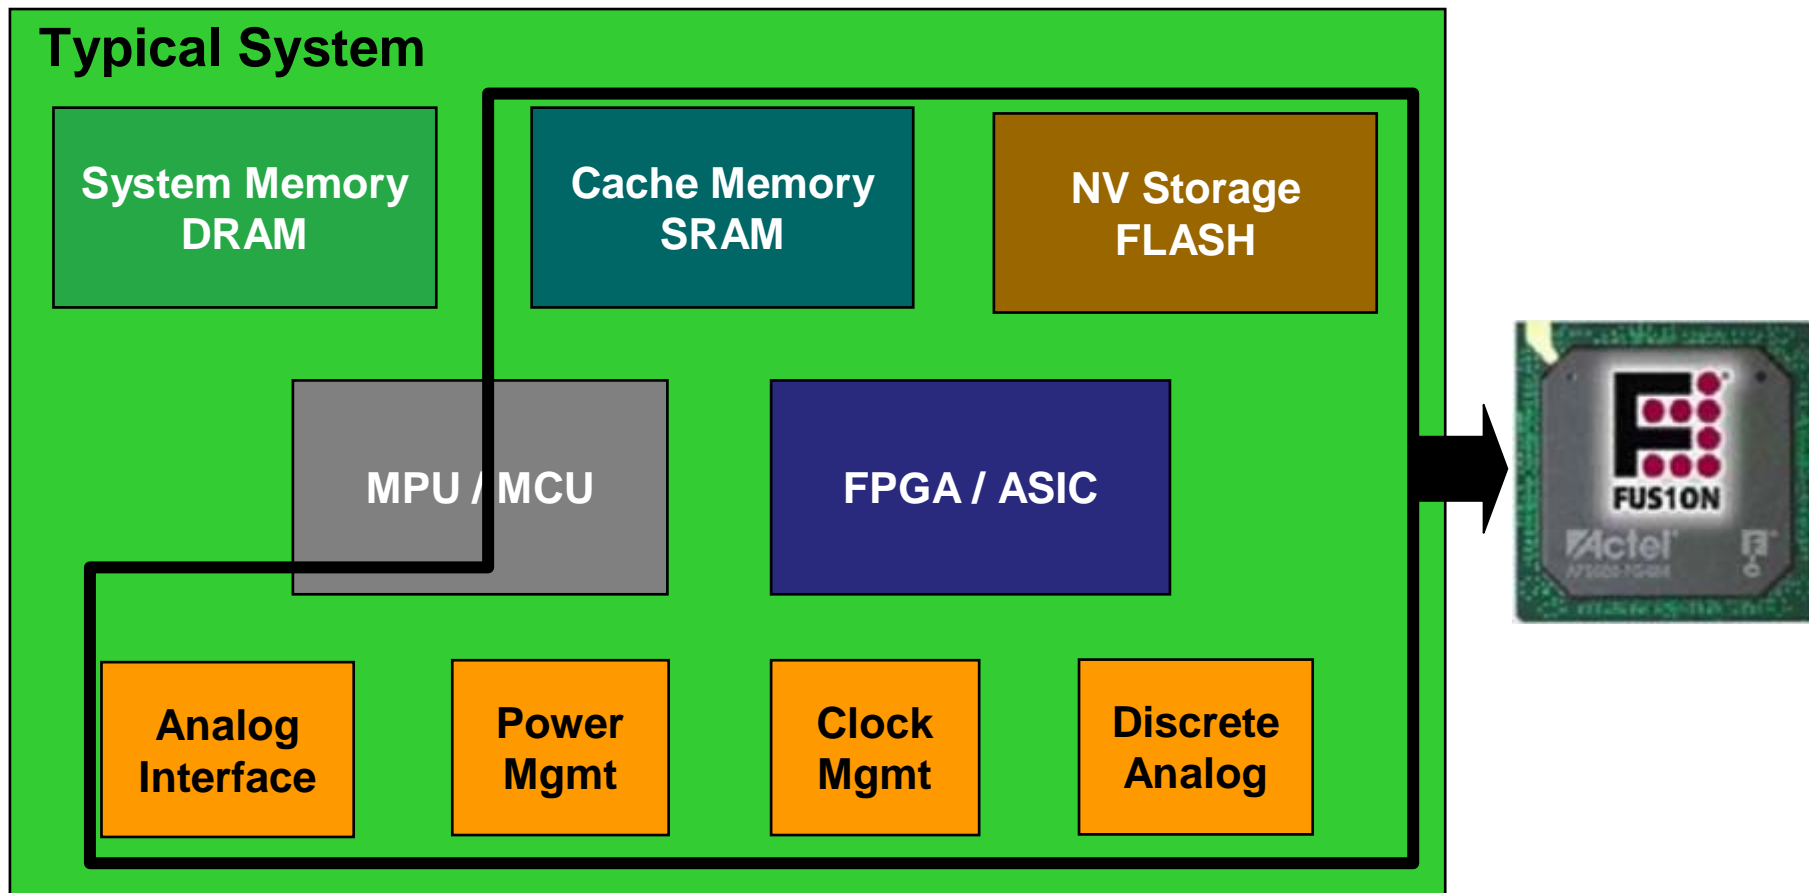 Typical System
System Memory
DRAM
Cache Memory
SRAM
NV Storage
FLASH
MPU / MCU
FPGA / ASIC
FUS1ON
Actel
Analog
Interface
Power
Mgmt
Clock
Mgmt
Discrete
Analog